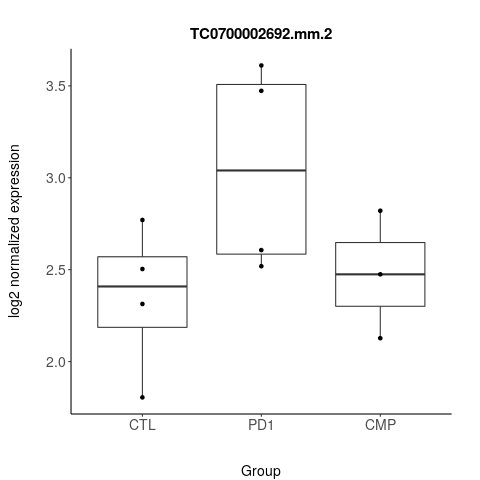 TC0700002692.mm.2
log2 normalized expression
3.5
3.0
2.5
2.0
CTL PD1 CMP
Group